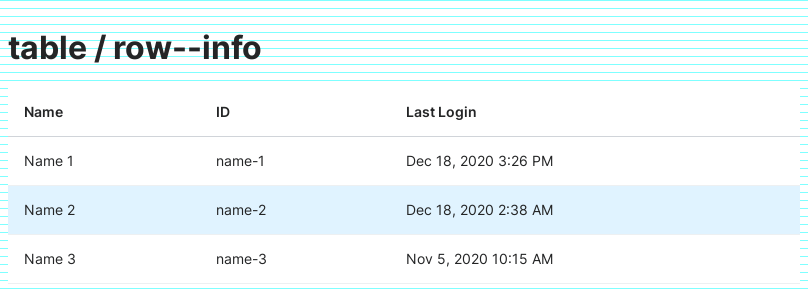 table / row--info
Name ID Last Login
Name 1 name-1 Dec 18, 2020 3:26 PM
Name 2 name-2 Dec 18, 2020 2:38 AM
Name 3 name-3 Nov 5, 2020 10:15 AM